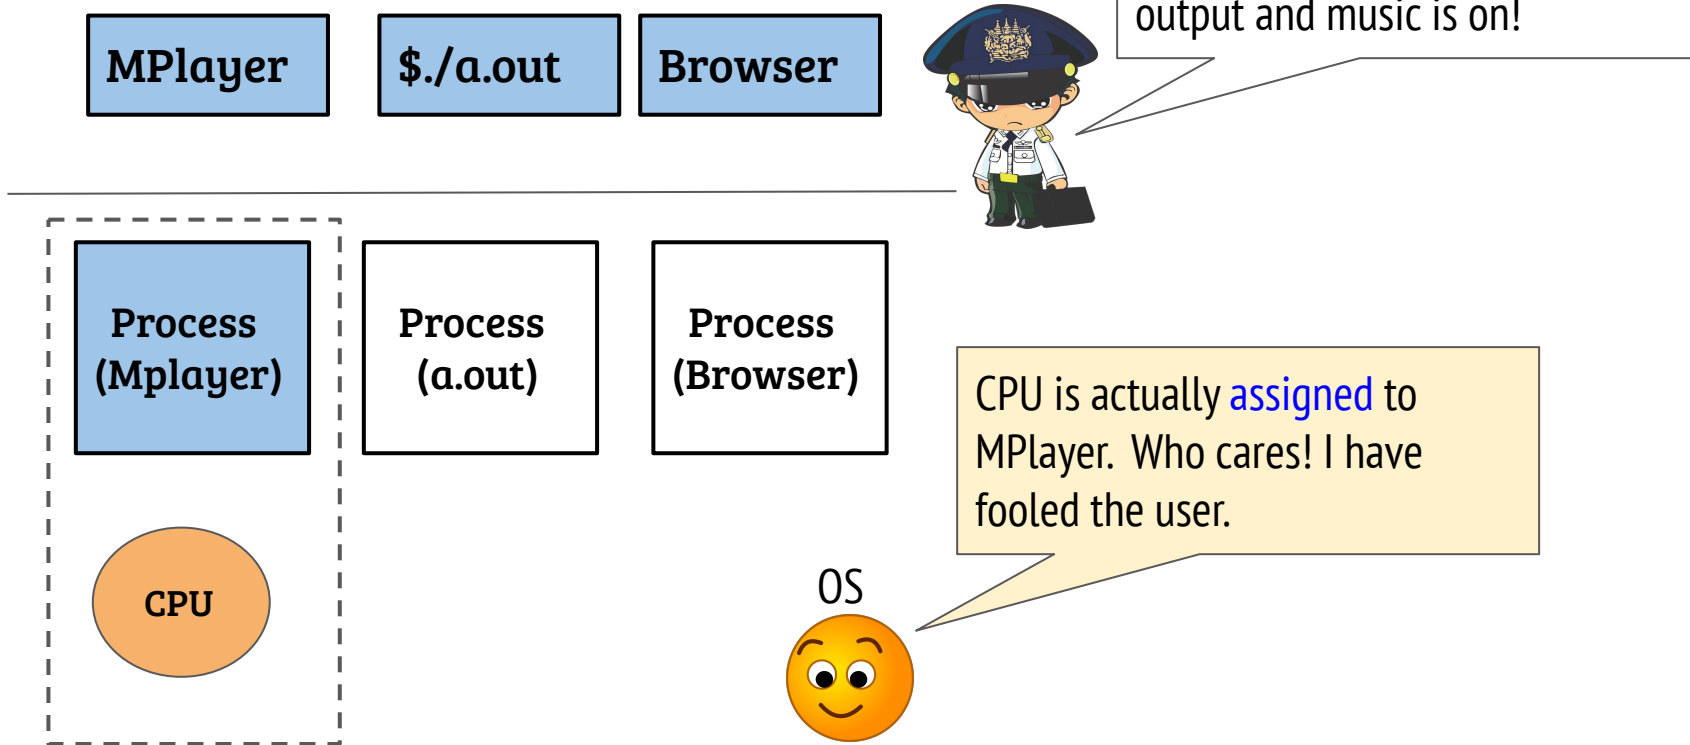 output and music is on!
MPlayer
$./a.out
Browser
Process
(Mplayer)
Process
(a.out)
Process
(Browser)
CPU is actually assigned to
MPlayer. Who cares! I have
fooled the user.
OS
CPU